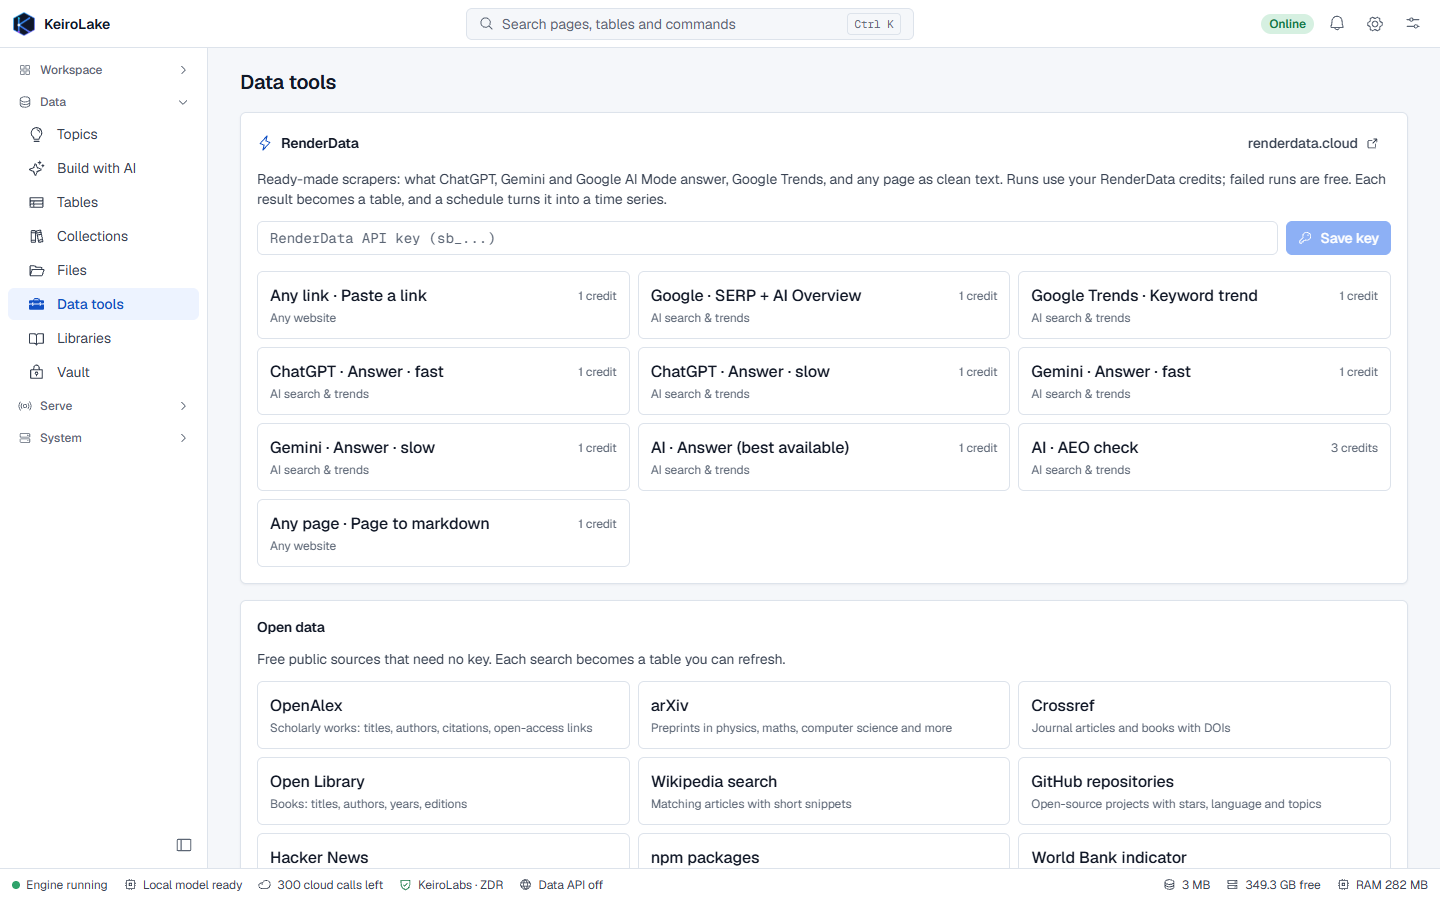 KeiroLake
Search pages, tables and commands
Ctrl K
Online
Workspace
Data
Topics
Build with AI
Tables
Collections
Files
Data tools
Libraries
Vault
Serve
System
Data tools
RenderData
renderdata.cloud
Ready-made scrapers: what ChatGPT, Gemini and Google AI Mode answer, Google Trends, and any page as clean text. Runs use your RenderData credits; failed runs are free. Each
result becomes a table, and a schedule turns it into a time series.
RenderData API key (sb_...)
Save key
Any link · Paste a link
1 credit
Any website
Google · SERP + AI Overview
1 credit
AI search & trends
Google Trends · Keyword trend
1 credit
AI search & trends
ChatGPT · Answer · fast
1 credit
AI search & trends
ChatGPT · Answer · slow
1 credit
AI search & trends
Gemini · Answer · fast
1 credit
AI search & trends
Gemini · Answer · slow
1 credit
AI search & trends
AI · Answer (best available)
1 credit
AI search & trends
AI · AEO check
3 credits
AI search & trends
Any page · Page to markdown
1 credit
Any website
Open data
Free public sources that need no key. Each search becomes a table you can refresh.
OpenAlex
Scholarly works: titles, authors, citations, open-access links
arXiv
Preprints in physics, maths, computer science and more
Crossref
Journal articles and books with DOIs
Open Library
Books: titles, authors, years, editions
Wikipedia search
Matching articles with short snippets
GitHub repositories
Open-source projects with stars, language and topics
Hacker News
npm packages
World Bank indicator
Engine running
Local model ready
300 cloud calls left
KeiroLabs · ZDR
Data API off
3 MB
349.3 GB free
RAM 282 MB